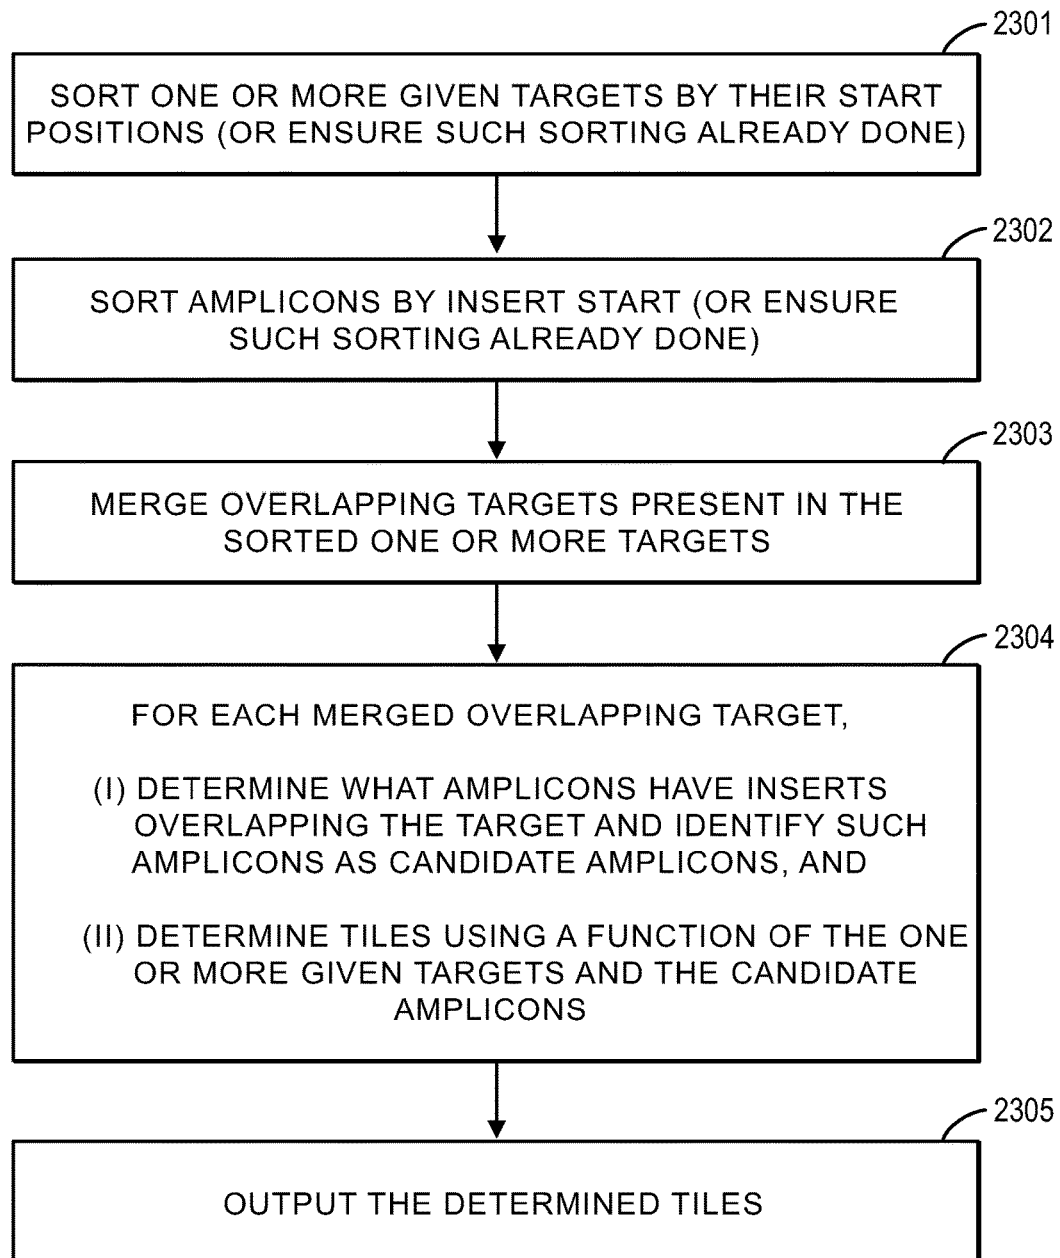 2301
SORT ONE OR MORE GIVEN TARGETS BY THEIR START
POSITIONS (OR ENSURE SUCH SORTING ALREADY DONE)
2302
SORT AMPLICONS BY INSERT START (OR ENSURE
SUCH SORTING ALREADY DONE)
2303
MERGE OVERLAPPING TARGETS PRESENT IN THE
SORTED ONE OR MORE TARGETS
2304
FOR EACH MERGED OVERLAPPING TARGET,
(I) DETERMINE WHAT AMPLICONS HAVE INSERTS
OVERLAPPING THE TARGET AND IDENTIFY SUCH
AMPLICONS AS CANDIDATE AMPLICONS, AND
(II) DETERMINE TILES USING A FUNCTION OF THE ONE
OR MORE GIVEN TARGETS AND THE CANDIDATE
AMPLICONS
2305
OUTPUT THE DETERMINED TILES